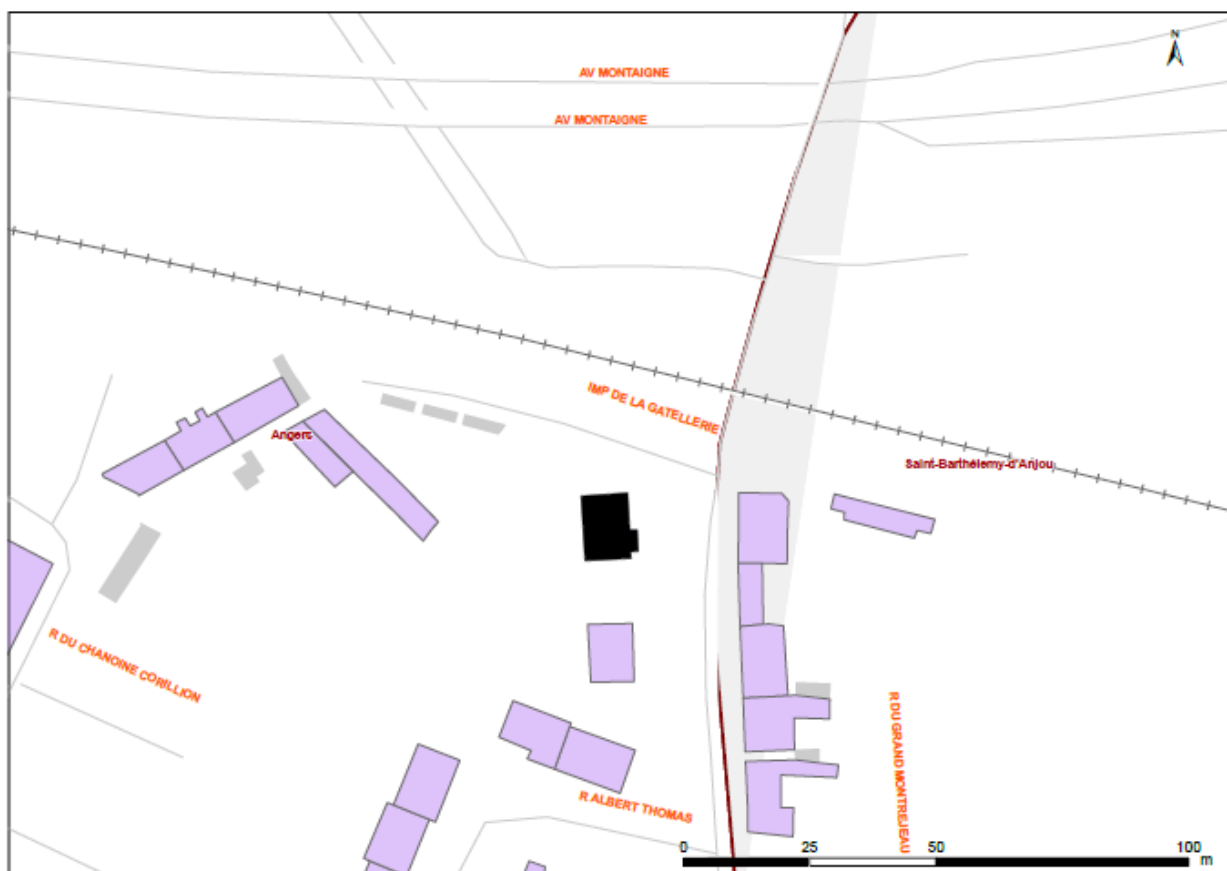 AV MONTAIGNE
N
AV MONTAIGNE
IMP DE LA GATELLERIE
Angers
Saint-Barthélemy-d'Anjou
R DU CHANOINE CORILLION
R DU GRAND MONTREJEAU
R ALBERT THOMAS
0 25 50 100
m